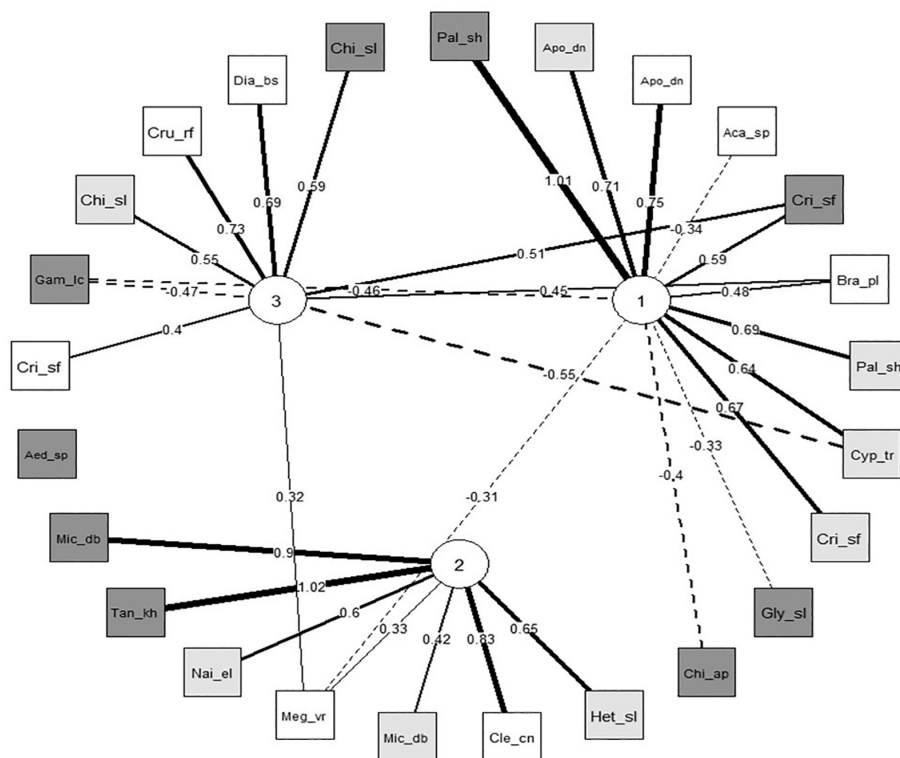 Pal_sh
Chi_sl
Apo_dn
Dia_bs
Apo_dn
Cru_rf
Aca_sp
1.01
0.71
0.59
Chi_sl
0.69
0.75
Cri_sf
0.73
-0.34
0.51
0.55
0.59
Gam_lc
Bra_pl
-0.47
-0.46
0.45
0.48
3
1
0.4
0.69
Cri_sf
Pal_sh
0.64
-0.55
0.67
Aed_sp
-0.33
Cyp_tr
-0.4
0.32
-0.31
Mic_db
Cri_sf
0.9
2
1.02
Tan_kh
0.6
Gly_sl
0.33
0.42
0.83
0.65
Nai_el
Chi_ap
Meg_vr
Het_sl
Mic_db
Cle_cn